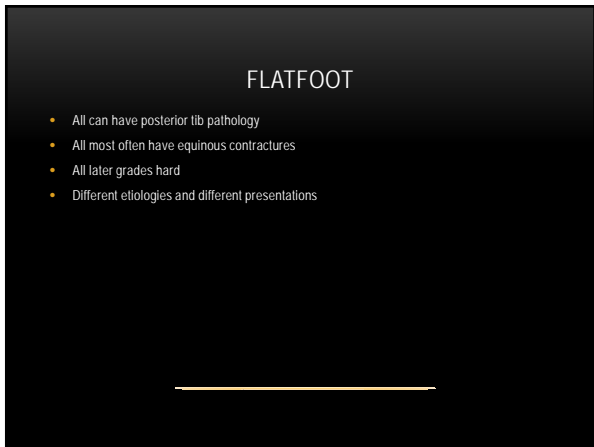 FLATFOOT
• All can have posterior tib pathology
• All most often have equinous contractures
• All later grades hard
• Different etiologies and different presentations